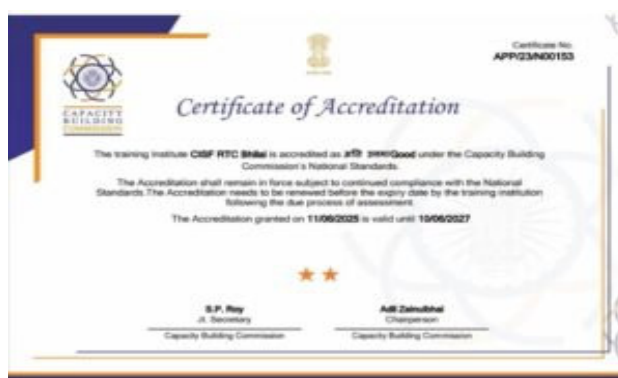 Certificate No.
APP/23/N00153
CAPACITY
BUILDING
COMMISSION
Certificate of Accreditation
The training institute CISF RTC Bhilai is accredited as अति उत्तम/Good under the Capacity Building
Commission's National Standards.
The Accreditation shall remain in force subject to continued compliance with the National
Standards.The Accreditation needs to be renewed before the expiry date by the training institution
following the due process of assessment.
The Accreditation granted on 11/06/2025 is valid until 10/06/2027
S.P. Roy
Jt. Secretary
Capacity Building Commission
Adil Zainulbhai
Chairperson
Capacity Building Commission